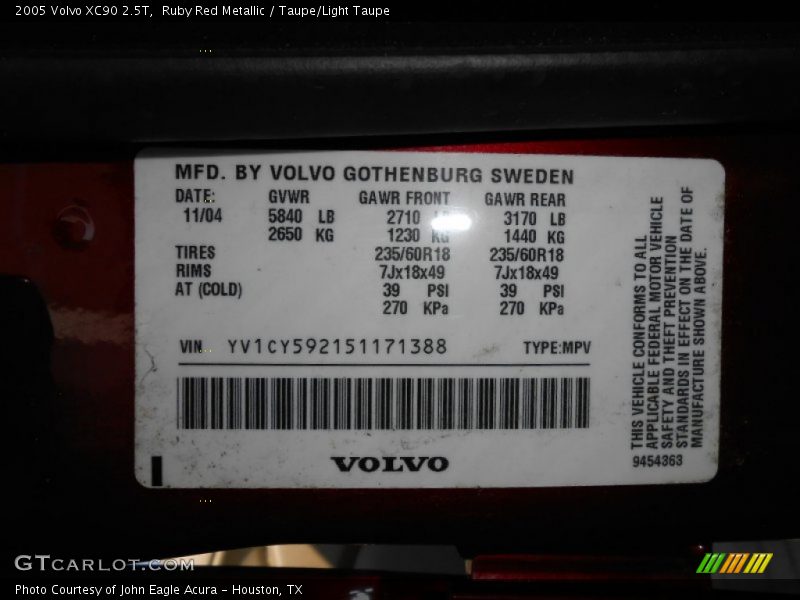 2005 Volvo XC90 2.5T,  Ruby Red Metallic / Taupe/Light Taupe
MFD. BY VOLVO GOTHENBURG SWEDEN
DATE: GVWR GAWR FRONT GAWR REAR
11/04 5840 LB 2710 LB 3170 LB
2650 KG 1230 KG 1440 KG
TIRES 235/60R18 235/60R18
RIMS 7Jx18x49 7Jx18x49
AT (COLD) 39 PSI 39 PSI
270 KPa 270 KPa
VIN YV1CY592151171388 TYPE:MPV
VOLVO
THIS VEHICLE CONFORMS TO ALL
APPLICABLE FEDERAL MOTOR VEHICLE
SAFETY AND THEFT PREVENTION
STANDARDS IN EFFECT ON THE DATE OF
MANUFACTURE SHOWN ABOVE.
9454363
GTCARLOT.COM
Photo Courtesy of John Eagle Acura - Houston, TX